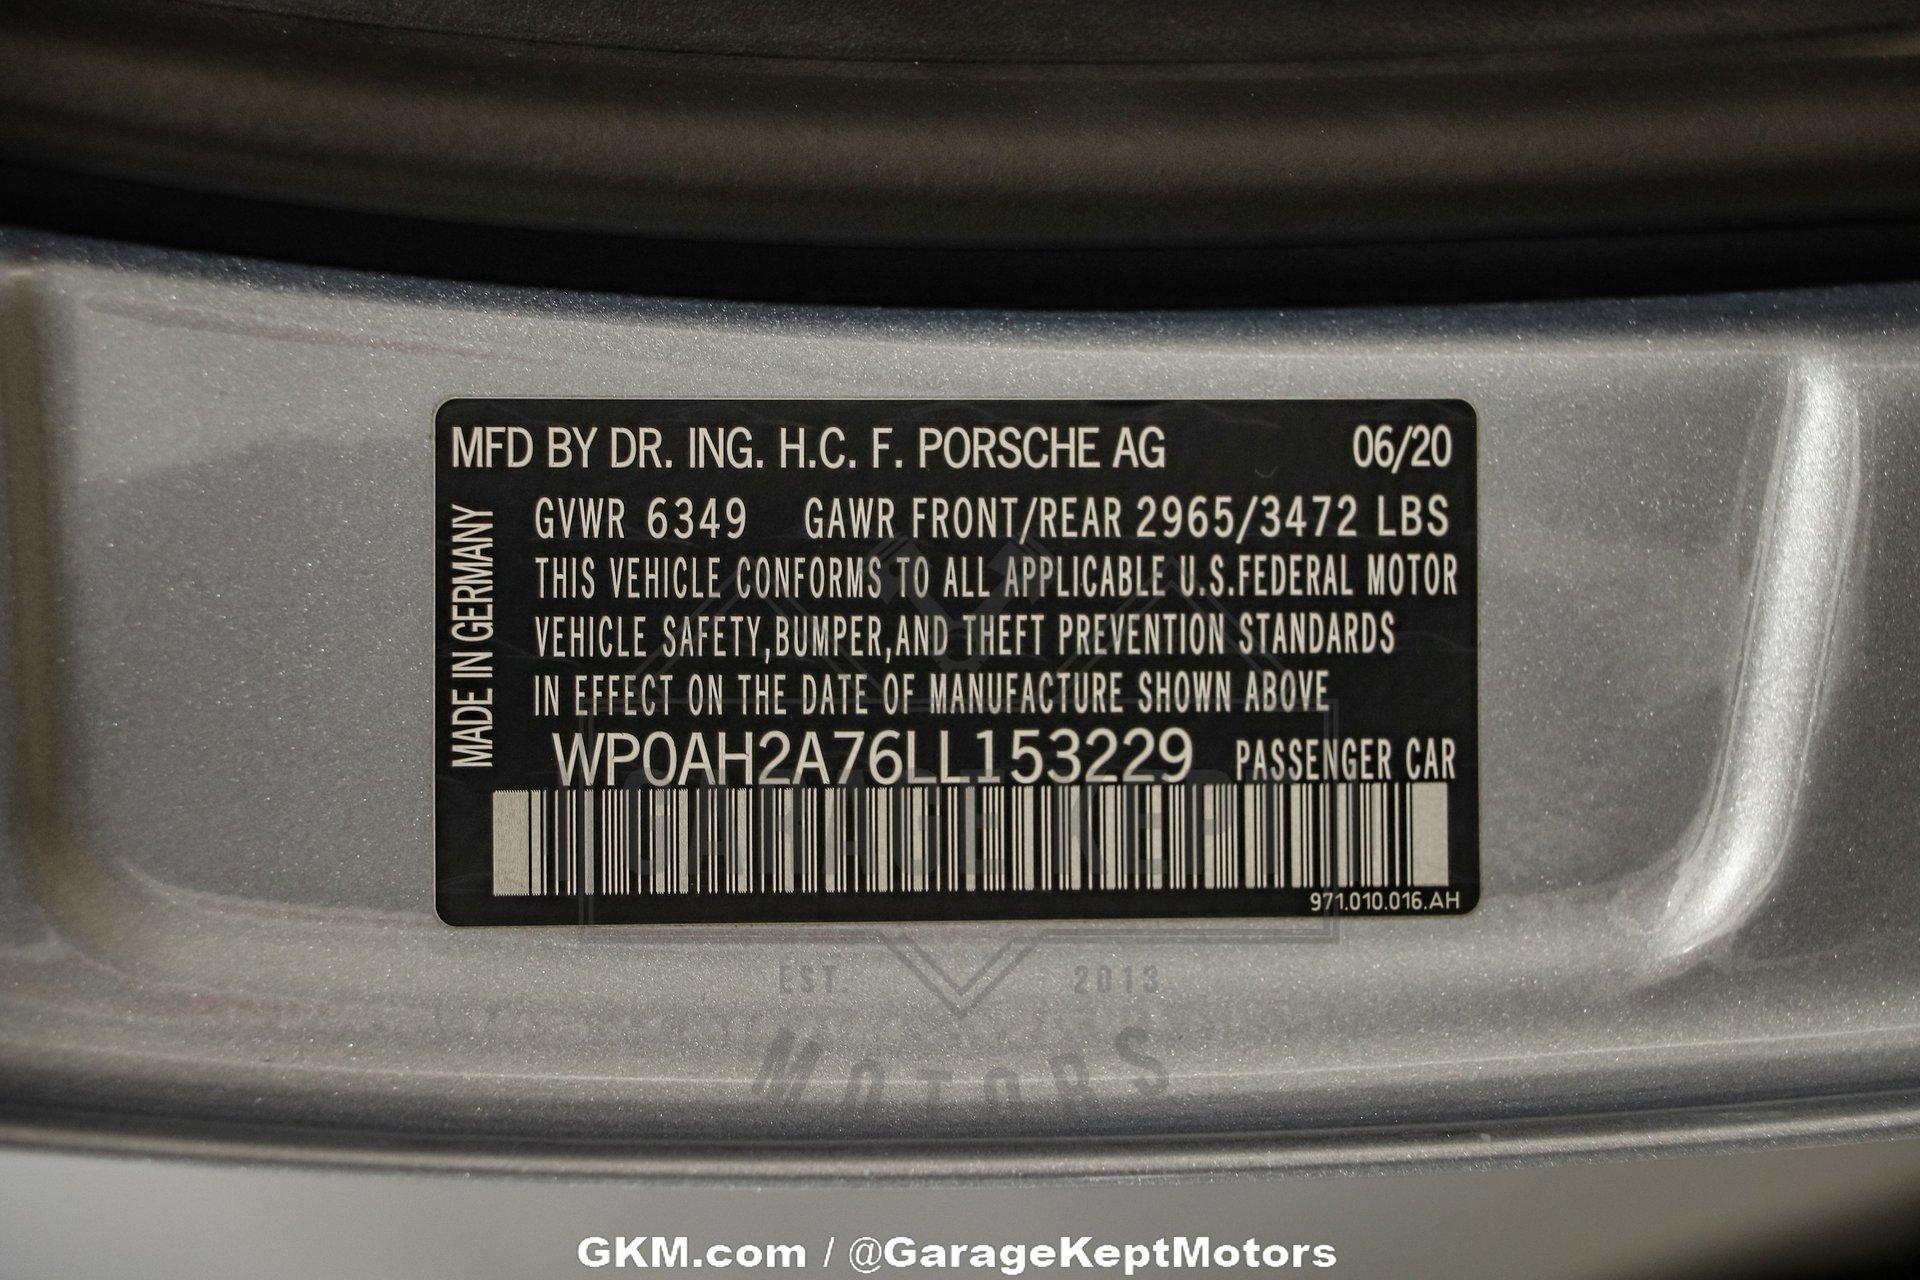 MFD BY DR. ING. H.C. F. PORSCHE AG 06/20
MADE IN GERMANY
GVWR 6349 GAWR FRONT/REAR 2965/3472 LBS
THIS VEHICLE CONFORMS TO ALL APPLICABLE U.S.FEDERAL MOTOR
VEHICLE SAFETY,BUMPER,AND THEFT PREVENTION STANDARDS
IN EFFECT ON THE DATE OF MANUFACTURE SHOWN ABOVE
WP0AH2A76LL153229 PASSENGER CAR
GARAGE KEPT
971.010.016.AH
EST. 2013
MOTORS
GKM.com / @GarageKeptMotors